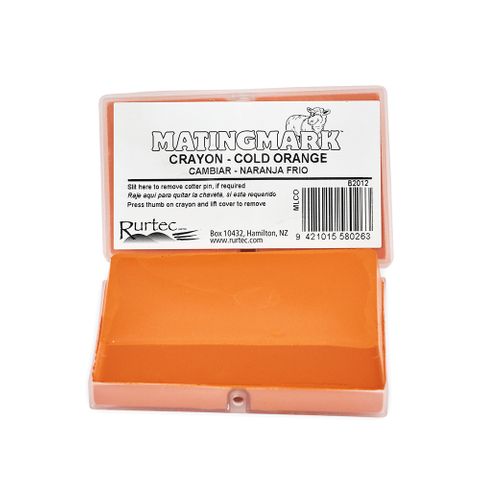 MATINGMARK
CRAYON - COLD ORANGE
CAMBIAR - NARANJA FRIO
Slit here to remove cotter pin, if required
Raje aquí para quitar la chaveta, si está requerido
Press thumb on crayon and lift cover to remove
B2012
MLCO
Rurtec
Box 10432, Hamilton, NZ
www.rurtec.com
9 421015 580263